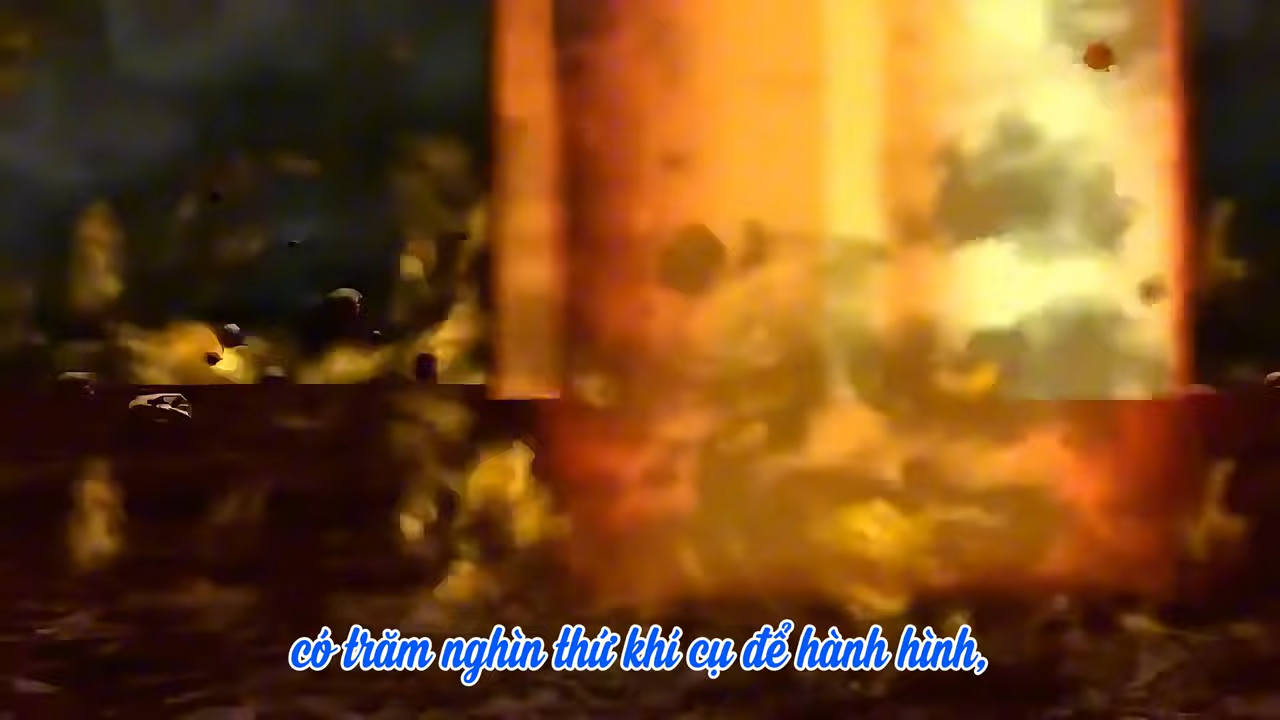 có trăm nghìn thứ khí cụ để hành hình,